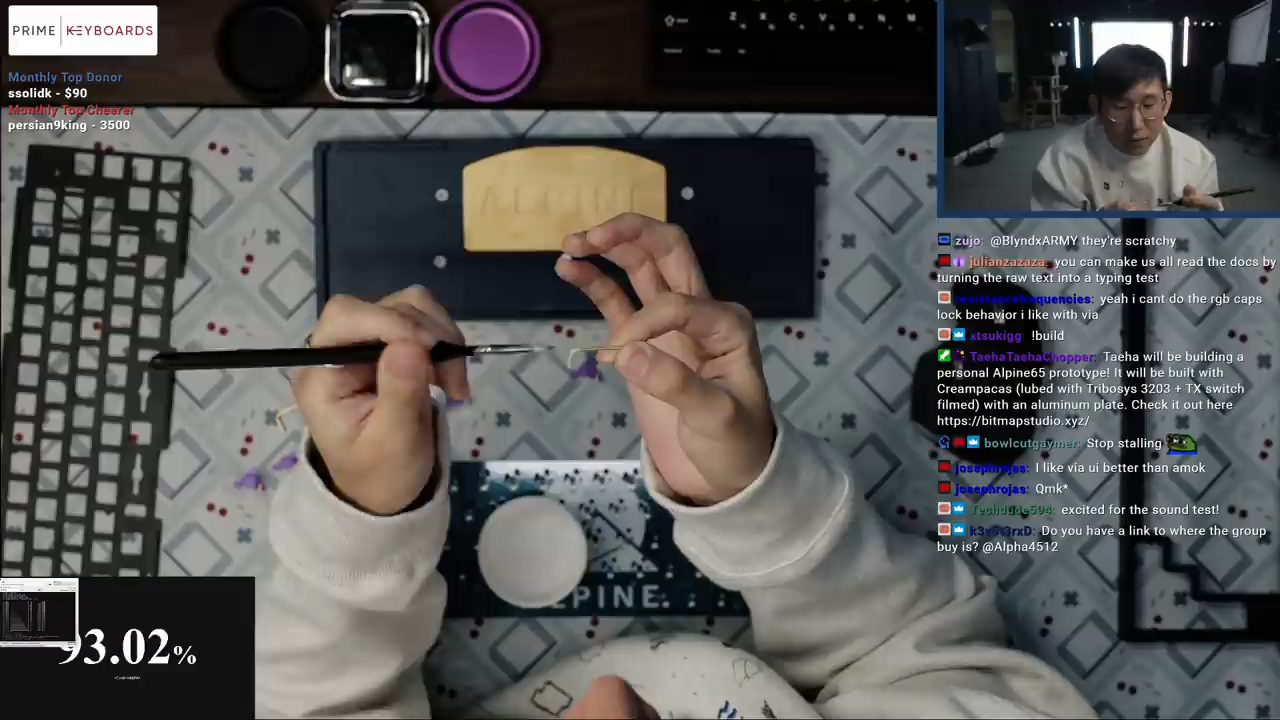 PRIME | KEYBOARDS
Monthly Top Donor
ssolidk - $90
Monthly Top Cheerer
persian9king - 3500
Z X C V B N M
ALPINE
ALPINE.
93.02%
zujo: @BlyndxARMY they're scratchy
julianzazaza: you can make us all read the docs by
turning the raw text into a typing test
resistancefrequencies: yeah i cant do the rgb caps
lock behavior i like with via
xtsukigg: !build
TaehaTaehaChopper: Taeha will be building a
personal Alpine65 prototype! It will be built with
Creampacas (lubed with Tribosys 3203 + TX switch
filmed) with an aluminum plate. Check it out here
https://bitmapstudio.xyz/
bowlcutgaymer: Stop stalling
josephrojas: I like via ui better than amok
josephrojas: Qmk*
Techdude594: excited for the sound test!
Do you have a link to where the group
buy is? @Alpha4512